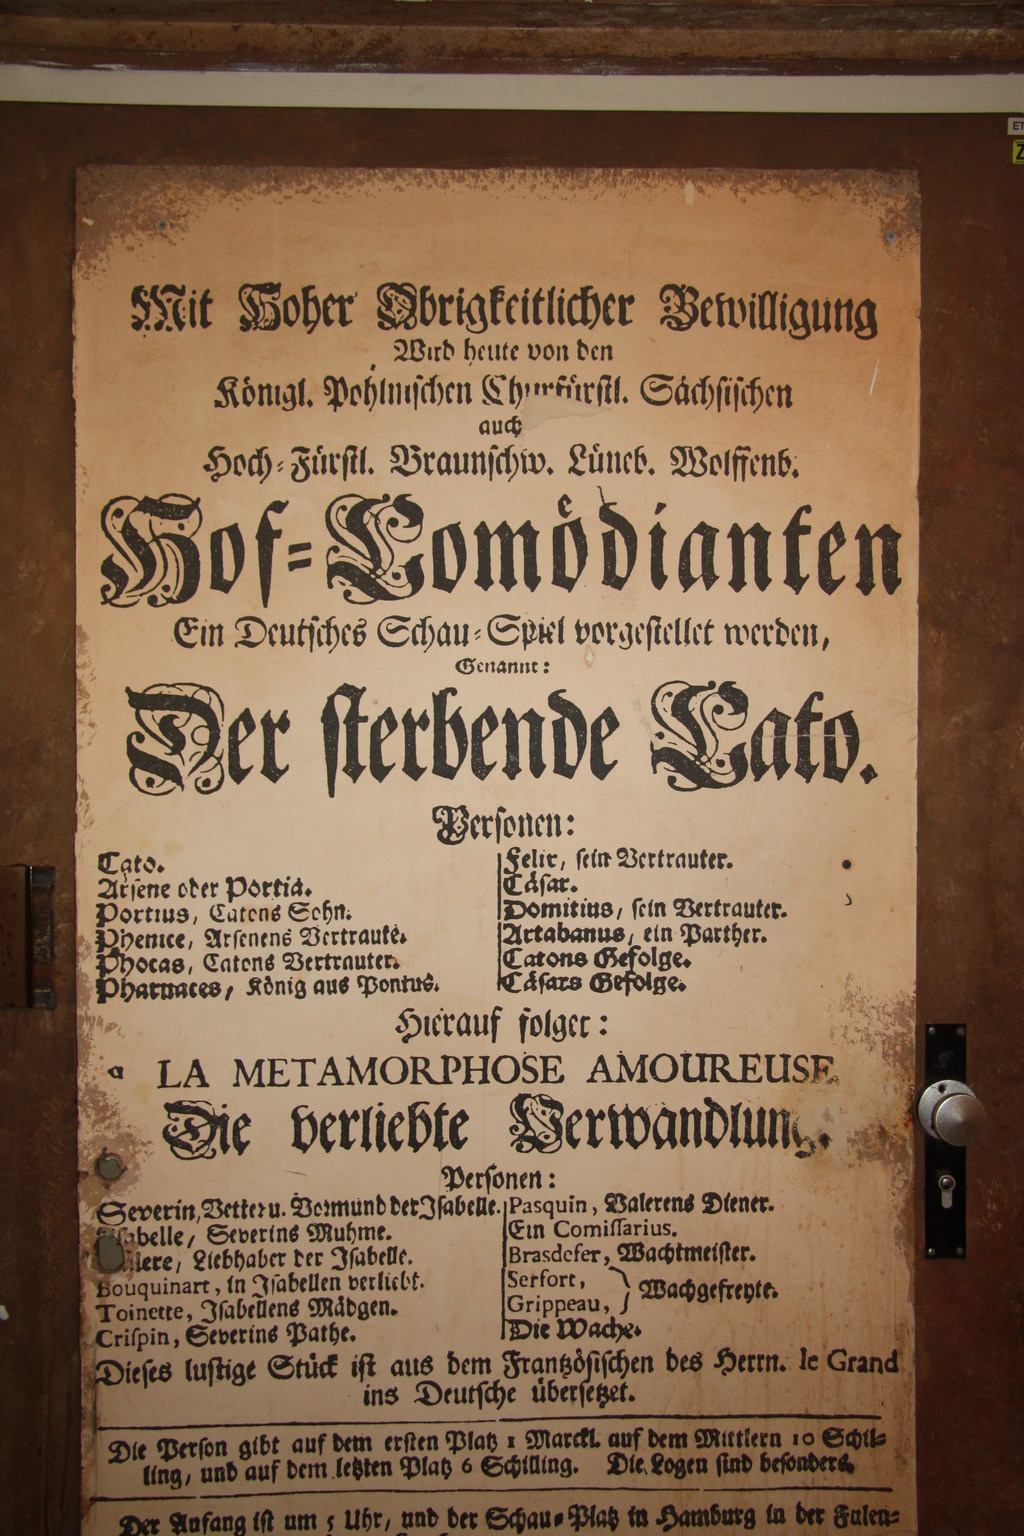 Mit Hoher Obrigkeitlicher Bewilligung
Wird heute von den
Königl. Pohlnischen Churfürstl. Sächsischen
auch
Hoch-Fürstl. Braunschw. Lüneb. Wolffenb.
Hof-Comödianten
Ein Deutsches Schau-Spiel vorgestellet werden,
Genannt:
Der sterbende Cato.
Personen:
Cato.
Arsene oder Portia.
Portius, Catons Sohn.
Phenice, Arsenens Vertraute.
Phocas, Catons Vertrauter.
Pharnaces, König aus Pontus.
Felix, sein Vertrauter.
Cäsar.
Domitius, sein Vertrauter.
Artabanus, ein Parther.
Catons Gefolge.
Cäsars Gefolge.
Hierauf folget:
LA METAMORPHOSE AMOUREUSE
Die verliebte Verwandlung.
Personen:
Severin, Vetter u. Vormund der Isabelle.
Isabelle, Severins Muhme.
Valere, Liebhaber der Isabelle.
Bouquinart, in Isabellen verliebt.
Toinette, Isabellens Mädgen.
Crispin, Severins Pathe.
Pasquin, Valerens Diener.
Ein Comissarius.
Brasdefer, Wachtmeister.
Serfort,
Grippeau, Wachgefreyte.
Die Wache.
Dieses lustige Stück ist aus dem Frantzösischen des Herrn. le Grand
ins Deutsche übersetzet.
Die Person gibt auf dem ersten Platz 1 Marckl. auf dem Mittlern 10 Schil-
ling, und auf dem letzten Platz 6 Schilling. Die Logen sind besonders.
Der Anfang ist um 5 Uhr, und der Schau-Platz in Hamburg in der Fulen-